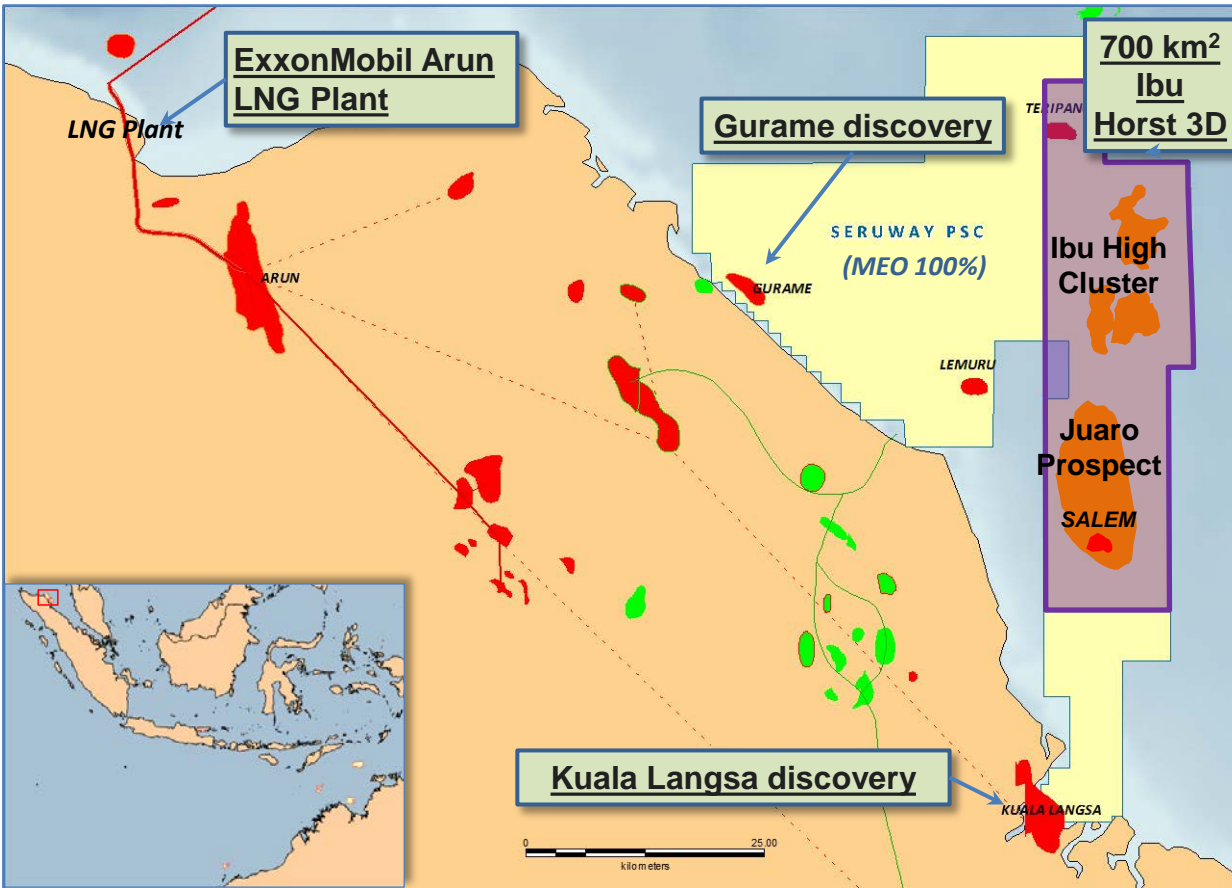 ExxonMobil Arun
LNG Plant
LNG Plant
Gurame discovery
700 km2
Ibu
Horst 3D
TERIPAN
SERUWAY PSC
(MEO 100%)
Ibu High
Cluster
ARUN
GURAME
LEMURU
Juaro
Prospect
SALEM
Kuala Langsa discovery
KUALA LANGSA
0
25.00
kilometers